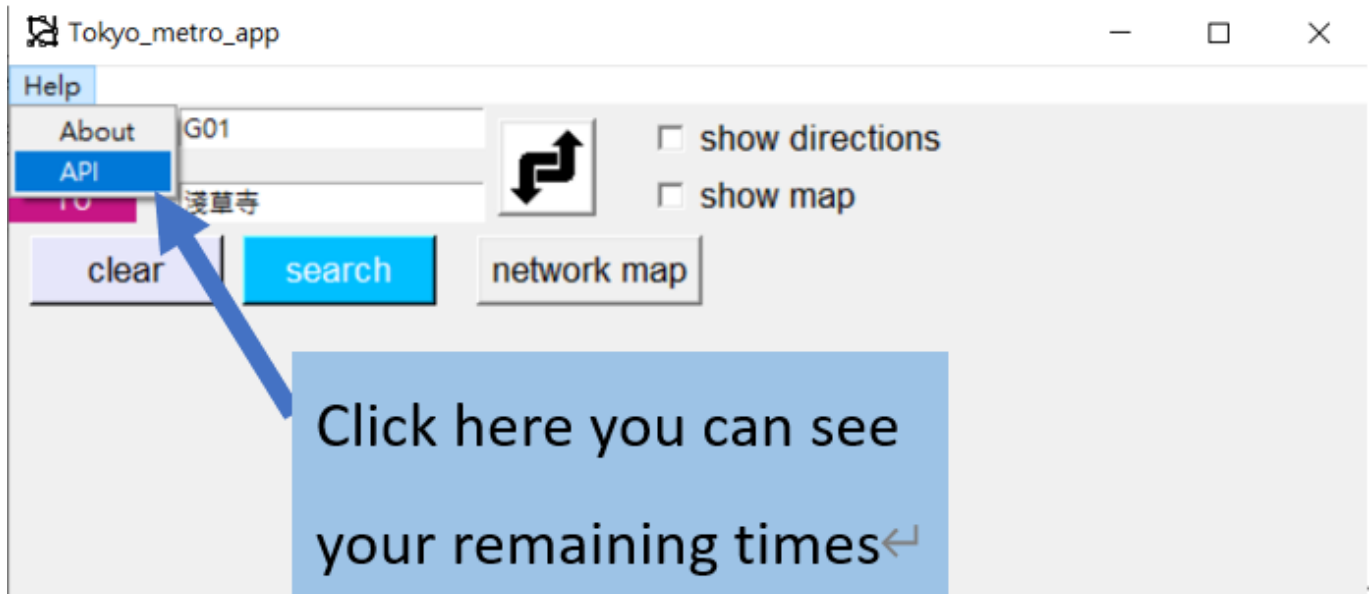 Tokyo_metro_app
Help
About
API
G01
show directions
TO
淺草寺
show map
clear
search
network map
Click here you can see
your remaining times↵